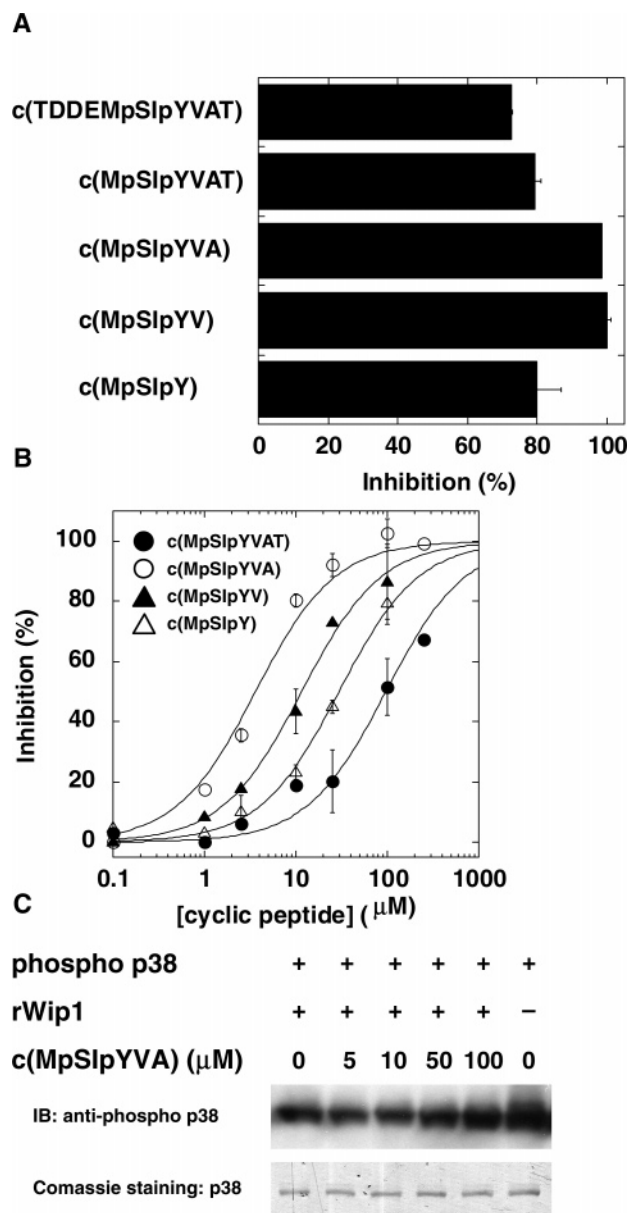 A
c(TDDEMpSIpYVAT)
c(MpSIpYVAT)
c(MpSIpYVA)
c(MpSIpYV)
c(MpSIpY)
0 20 40 60 80 100
Inhibition (%)
B
c(MpSIpYVAT)
c(MpSIpYVA)
c(MpSIpYV)
c(MpSIpY)
Inhibition (%)
100
80
60
40
20
0
0.1 1 10 100 1000
[cyclic peptide] ( μM)
C
phospho p38 + + + + + +
rWip1 + + + + + −
c(MpSIpYVA) (μM) 0 5 10 50 100 0
IB: anti-phospho p38
Comassie staining: p38